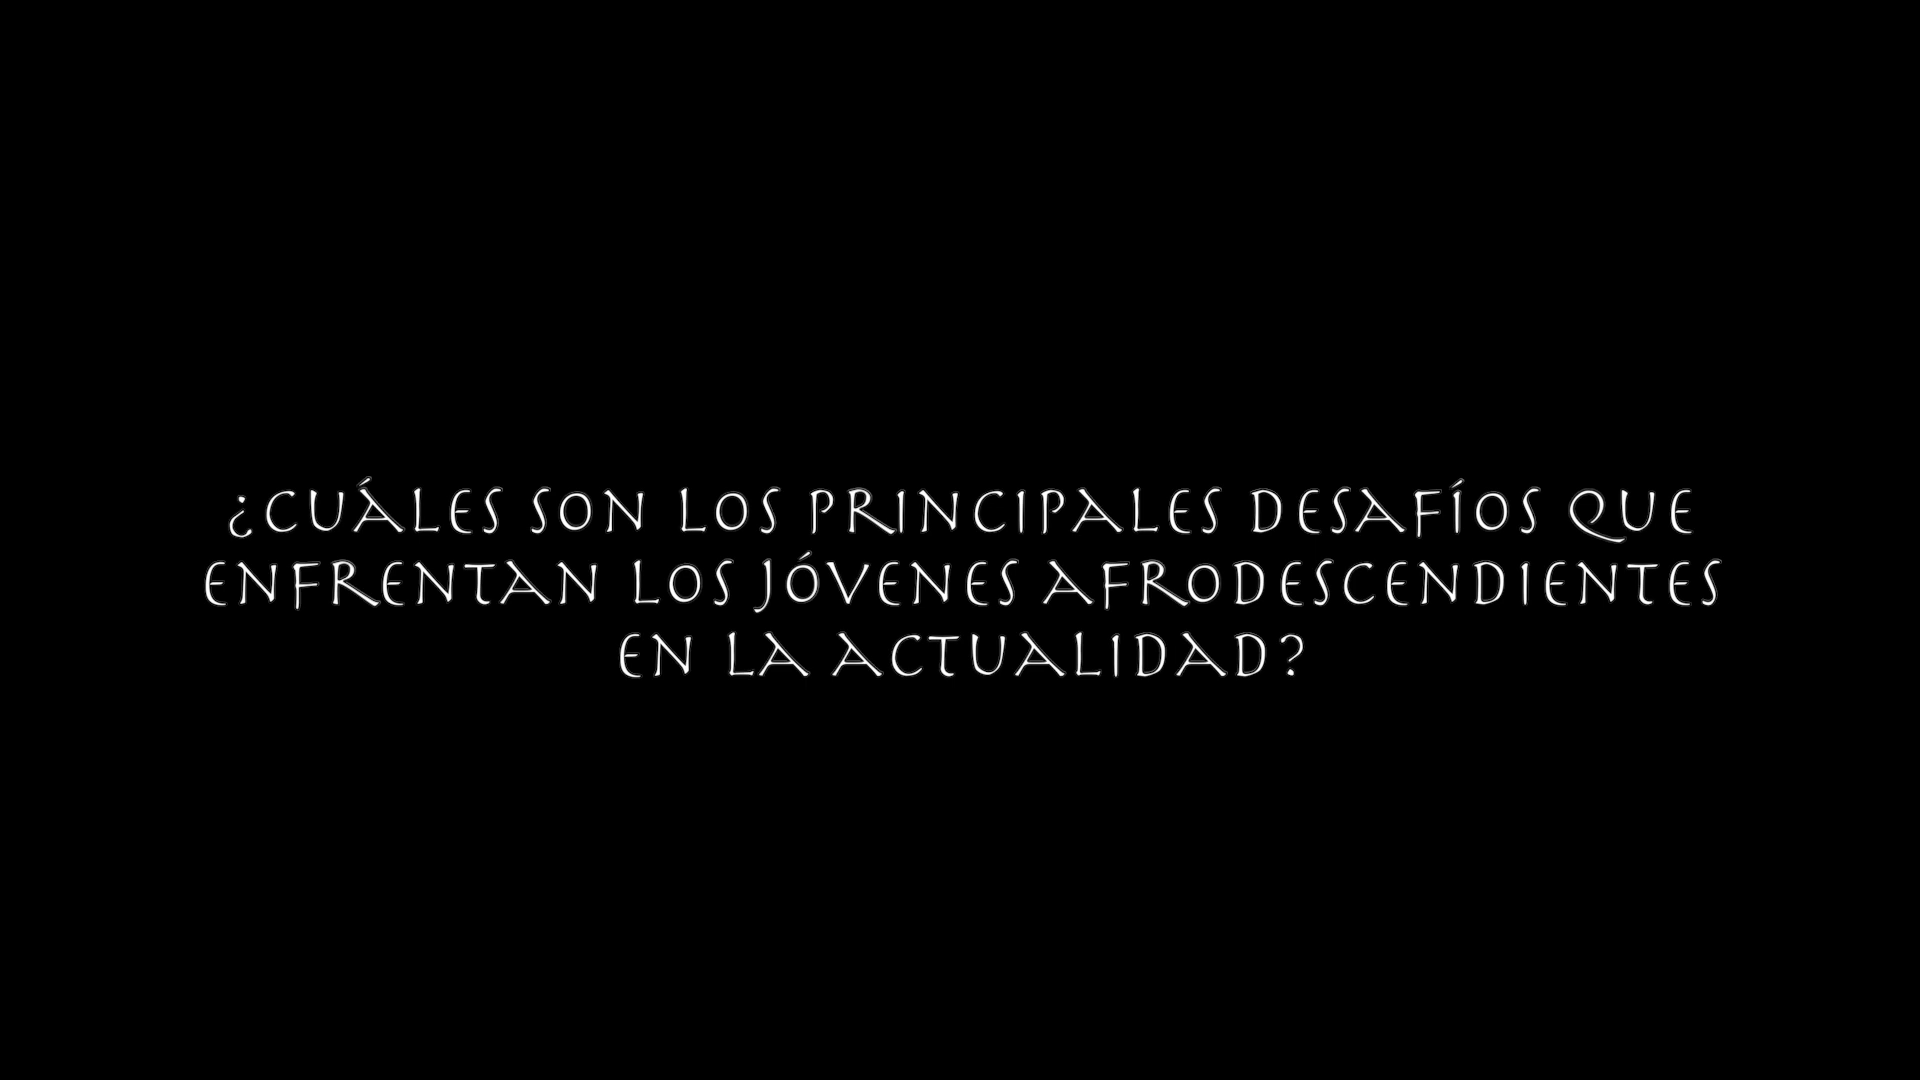 ¿CUÁLES SON LOS PRINCIPALES DESAFÍOS QUE
ENFRENTAN LOS JÓVENES AFRODESCENDIENTES
EN LA ACTUALIDAD?